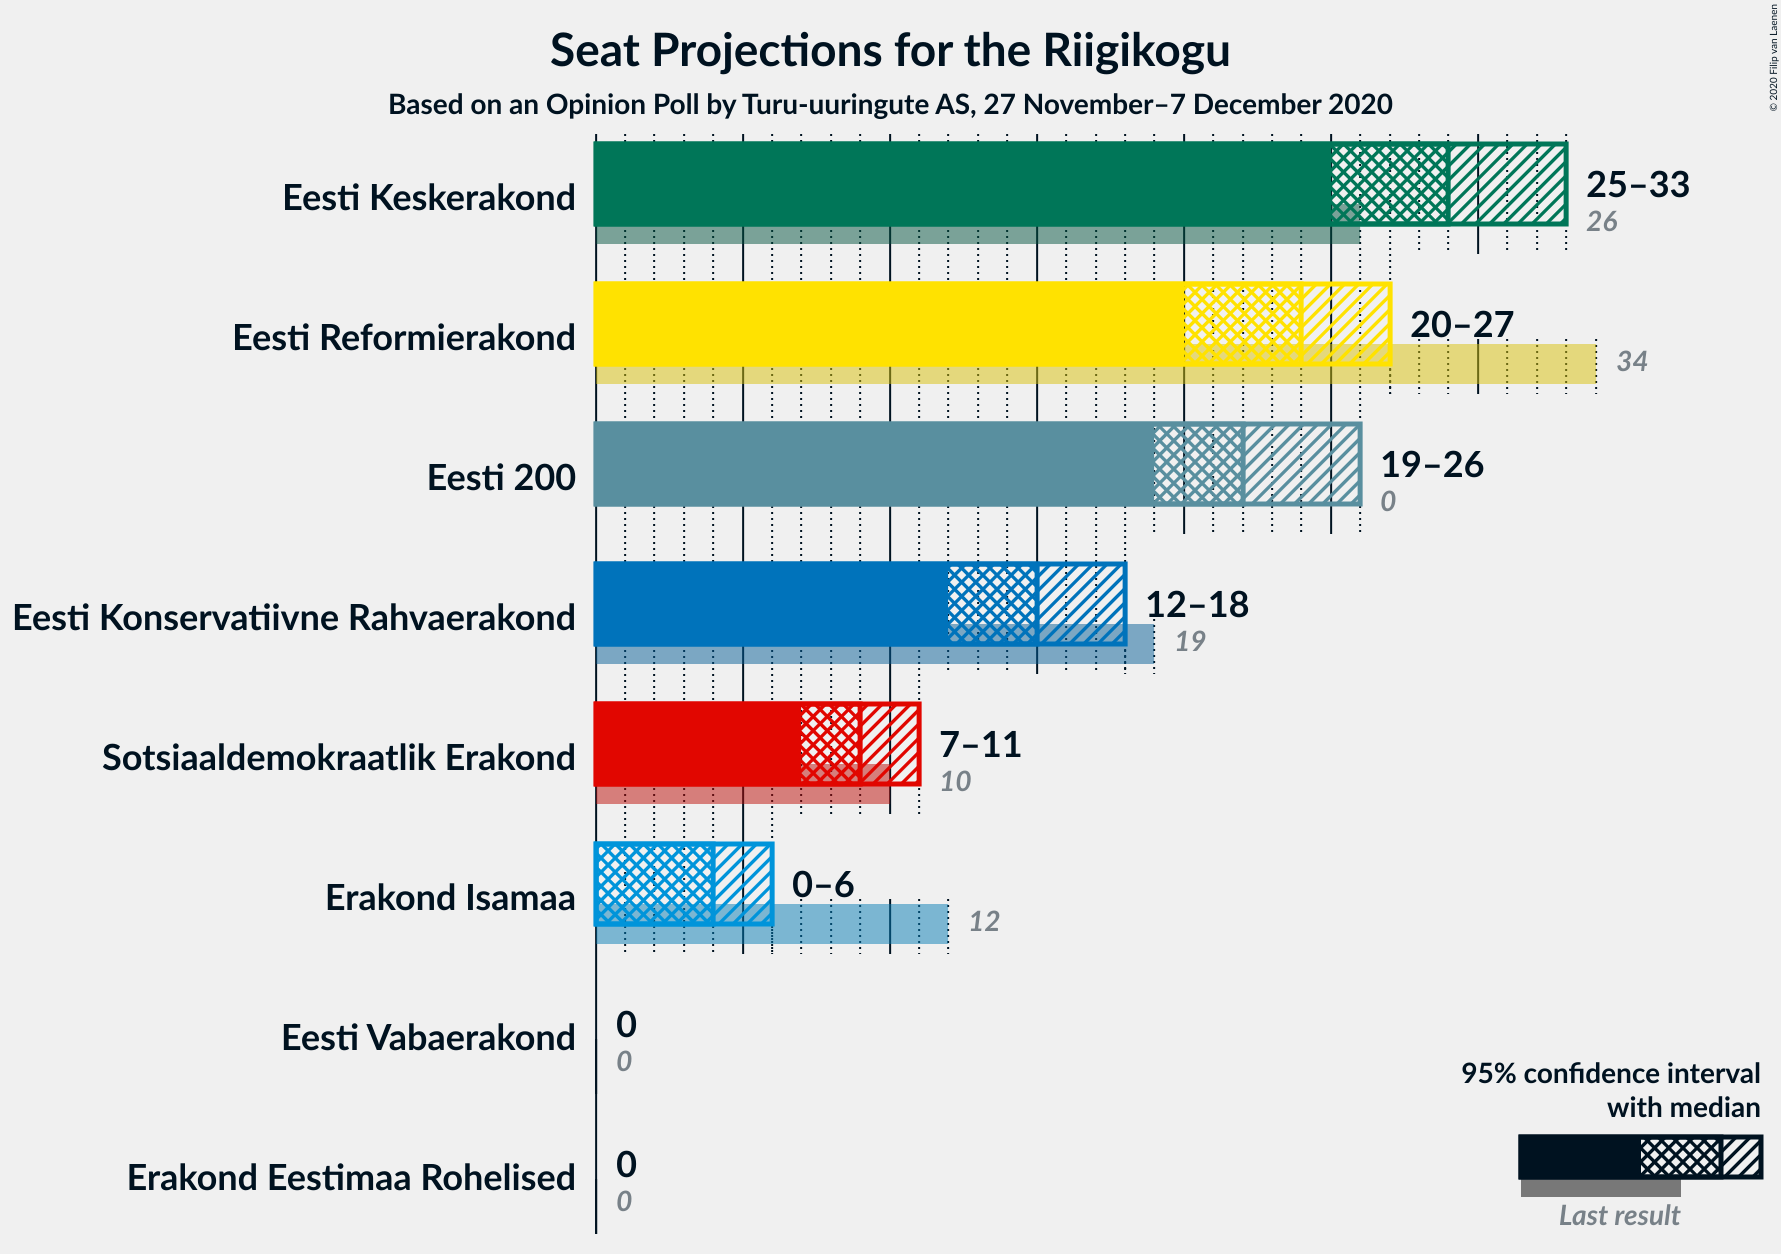 Seat Projections for the Riigikogu
Based on an Opinion Poll by Turu-uuringute AS, 27 November–7 December 2020
© 2020 Filip van Laenen
Eesti Keskerakond
25–33
26
Eesti Reformierakond
20–27
34
Eesti 200
19–26
0
Eesti Konservatiivne Rahvaerakond
12–18
19
Sotsiaaldemokraatlik Erakond
7–11
10
Erakond Isamaa
0–6
12
Eesti Vabaerakond
0
0
Erakond Eestimaa Rohelised
0
0
95% confidence interval
with median
Last result